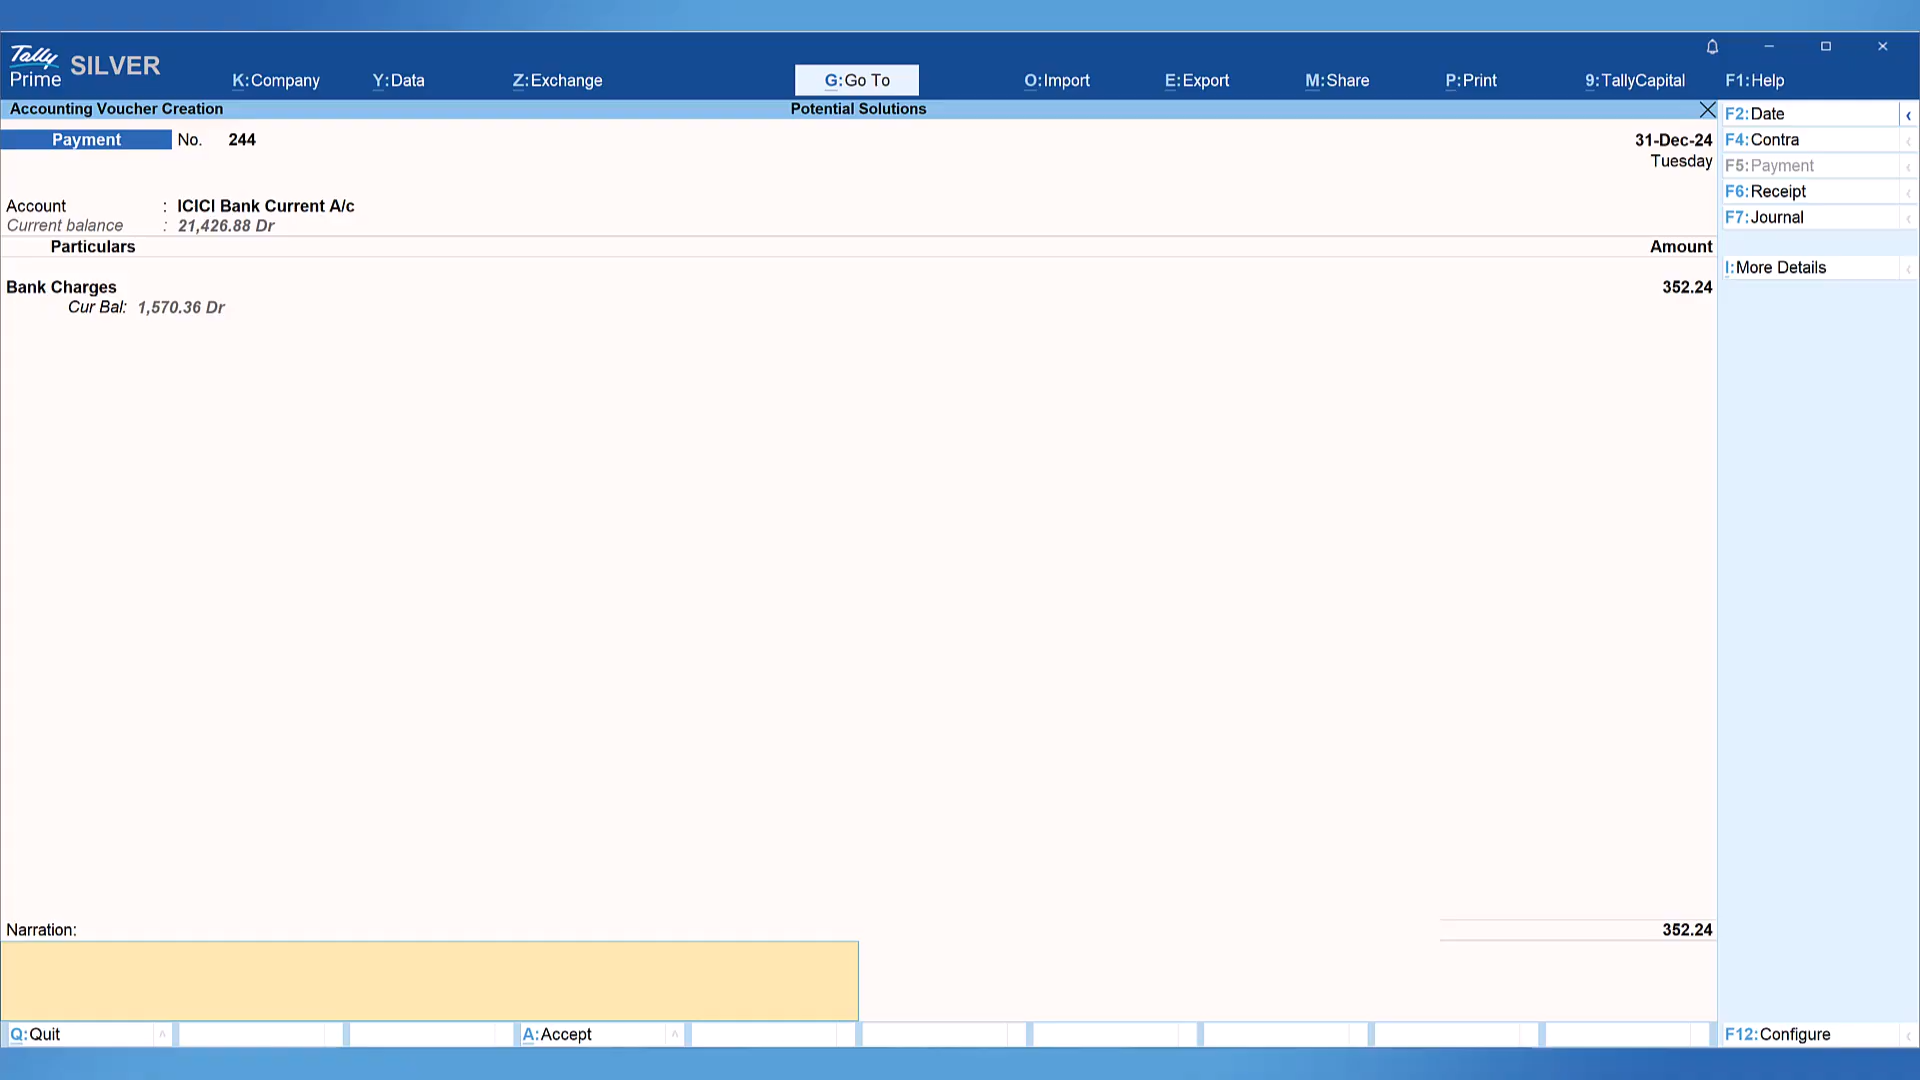 Tally
Prime SILVER
K:Company Y:Data Z:Exchange G:Go To O:Import E:Export M:Share P:Print 9:TallyCapital F1:Help
Accounting Voucher Creation Potential Solutions
Payment No. 244 31-Dec-24
Tuesday
Account : ICICI Bank Current A/c
Current balance : 21,426.88 Dr
Particulars Amount
Bank Charges 352.24
Cur Bal: 1,570.36 Dr
Narration: 352.24
Q:Quit A:Accept
F2:Date
F4:Contra
F5:Payment
F6:Receipt
F7:Journal
I:More Details
F12:Configure